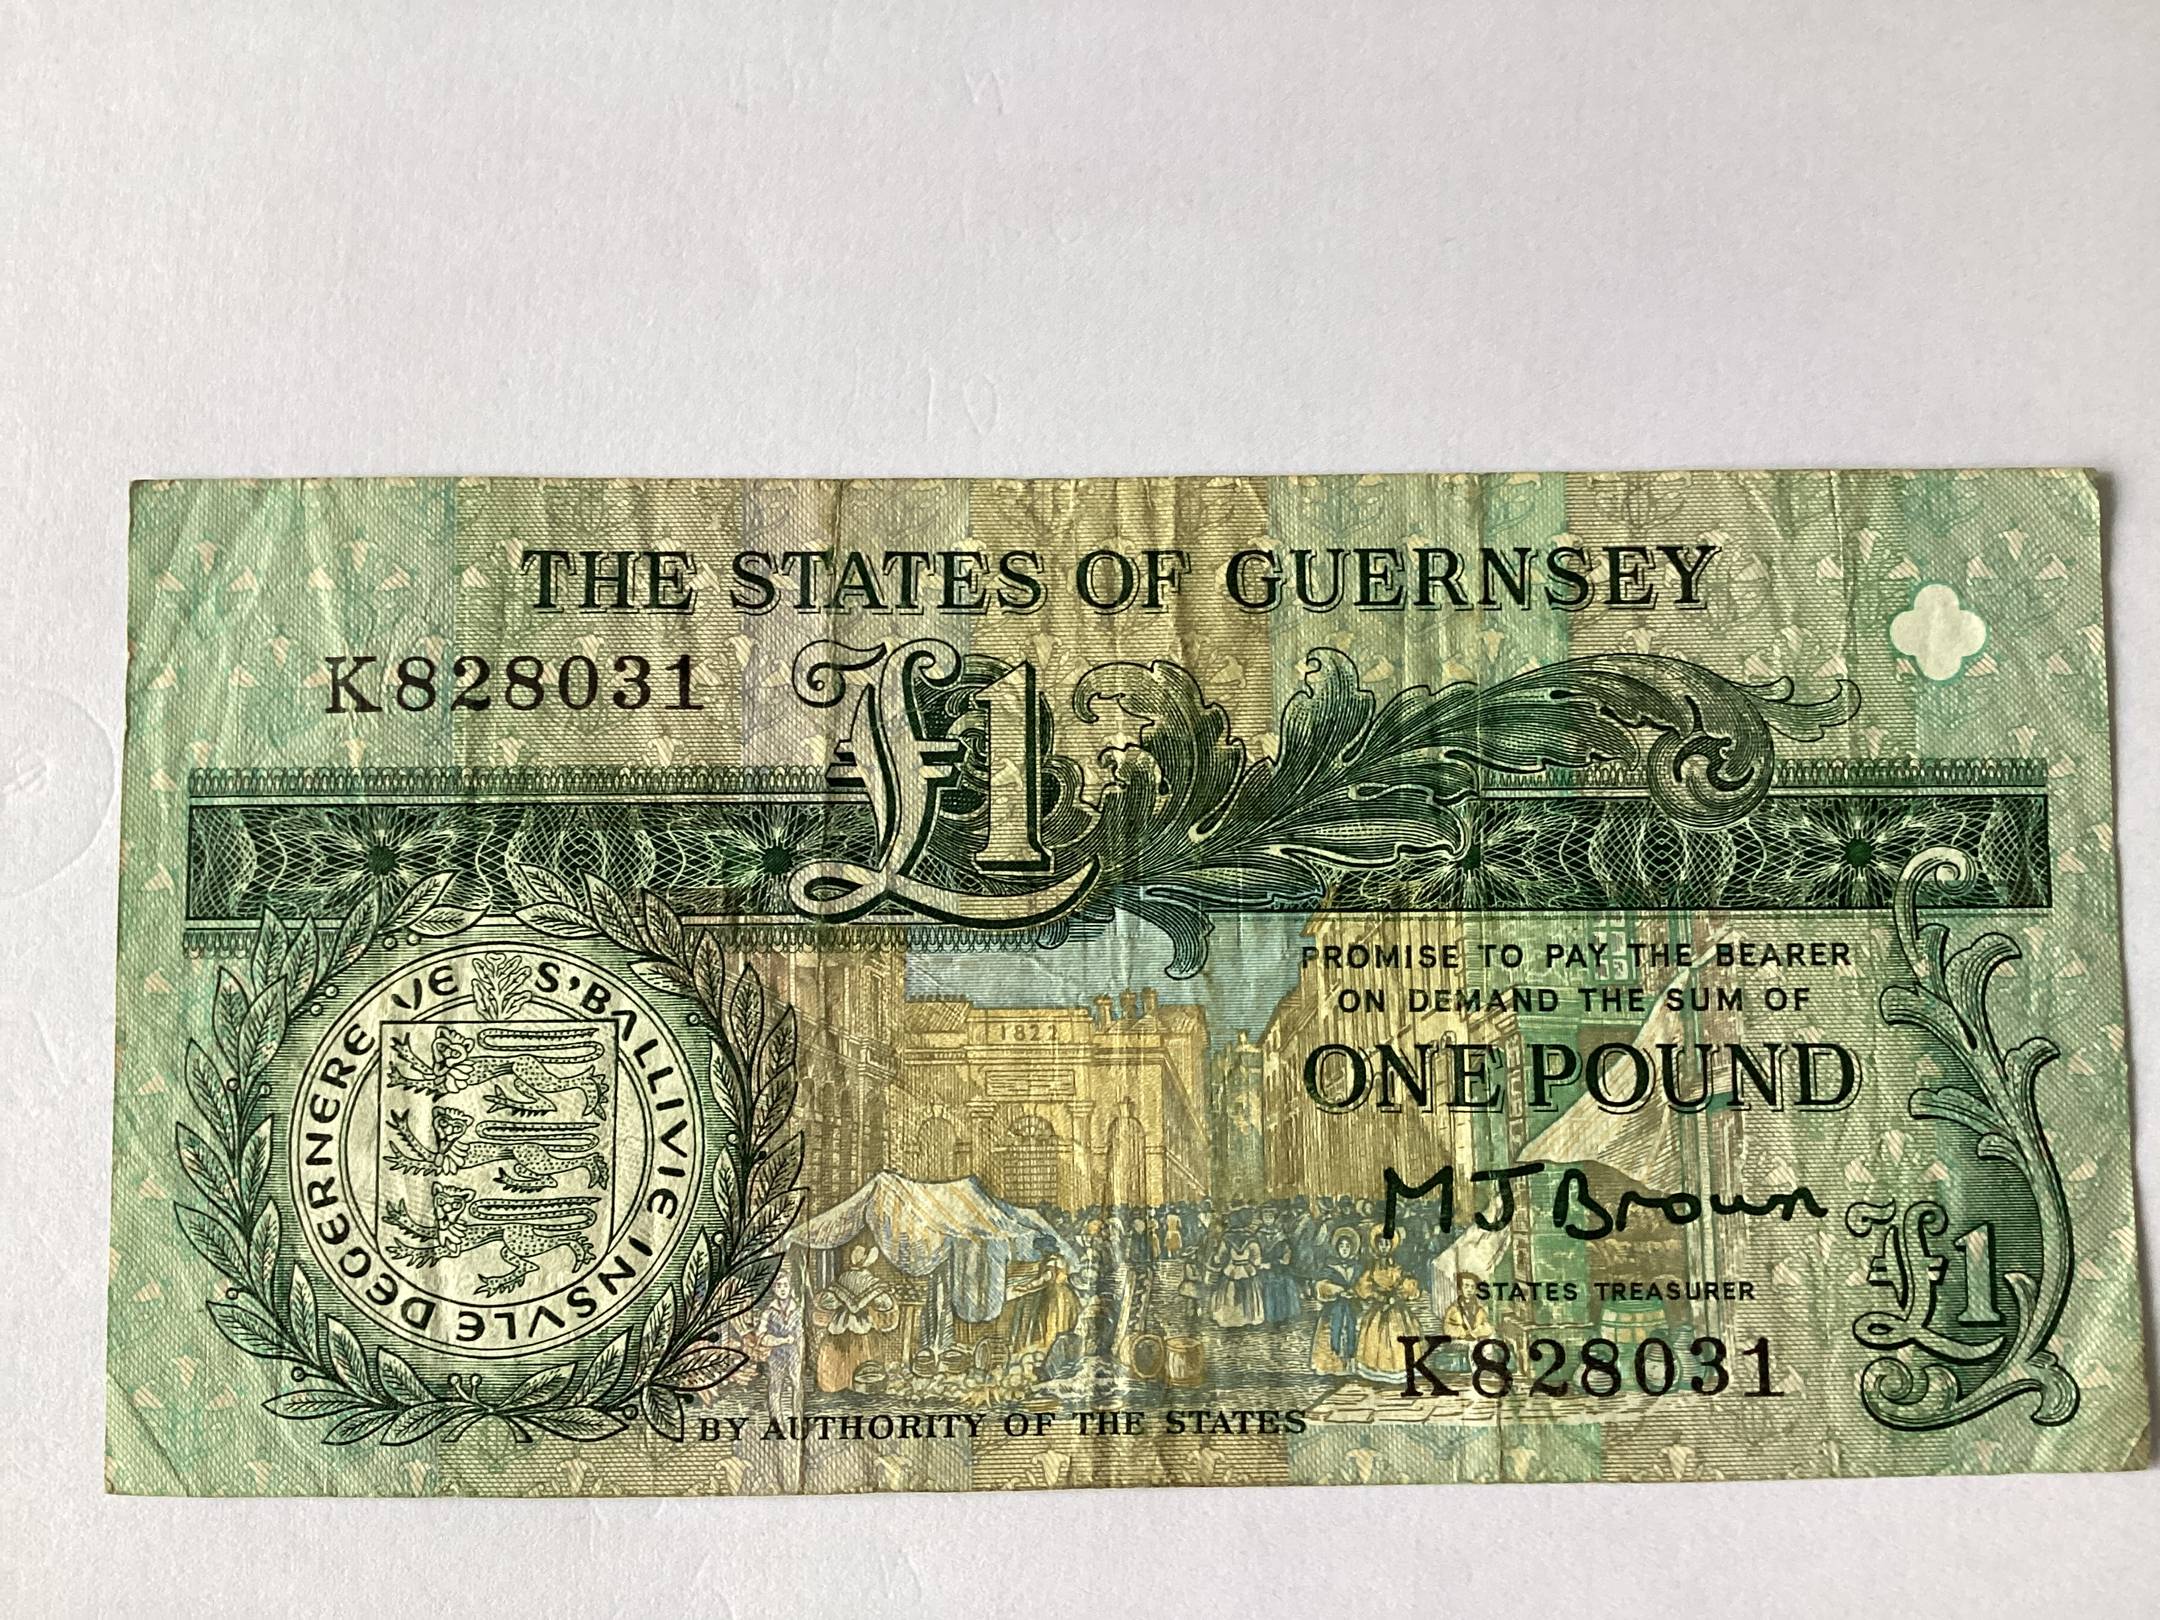 THE STATES OF GUERNSEY
K828031
£1
S'BALLIVIE INSVLE DEGERNEREVE
1822
PROMISE TO PAY THE BEARER
ON DEMAND THE SUM OF
ONE POUND
M J Brown
STATES TREASURER
£1
K828031
BY AUTHORITY OF THE STATES